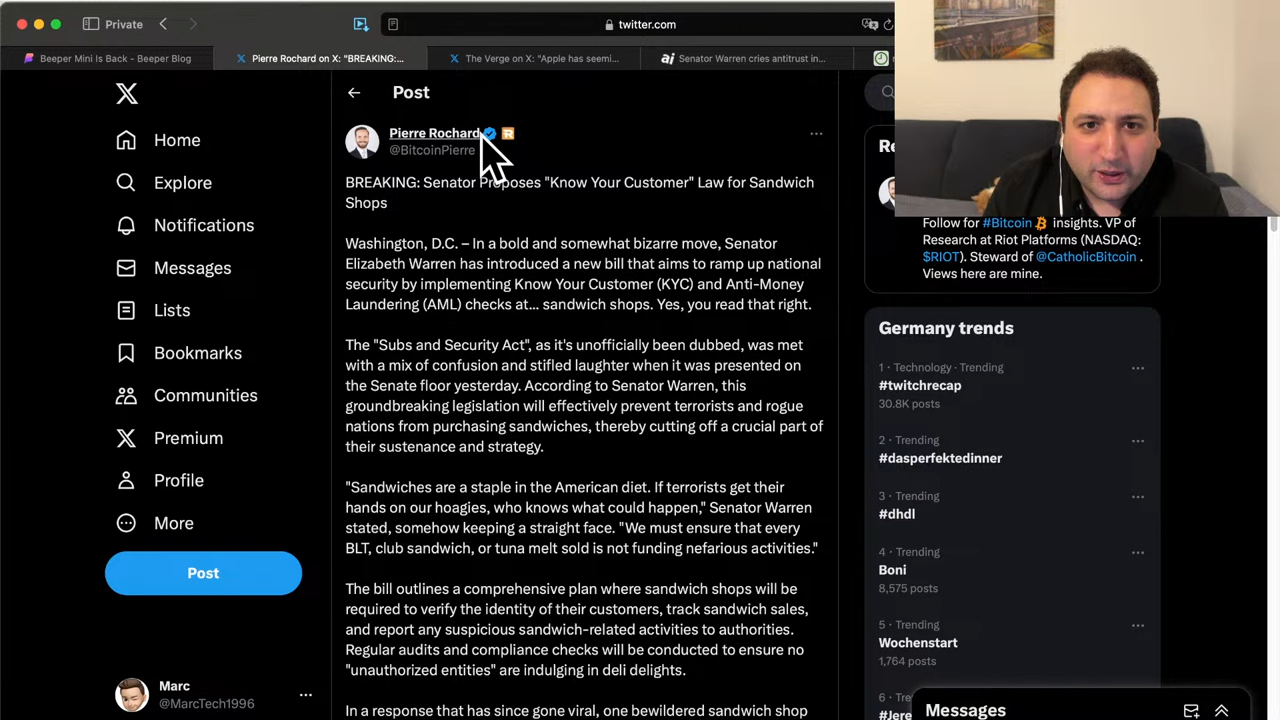 Private
twitter.com
Beeper Mini Is Back - Beeper Blog
Pierre Rochard on X: "BREAKING:...
The Verge on X: "Apple has seemi...
Senator Warren cries antitrust in...
Home
Explore
Notifications
Messages
Lists
Bookmarks
Communities
Premium
Profile
More
Post
Marc
@MarcTech1996
Post
Pierre Rochard
@BitcoinPierre
BREAKING: Senator Proposes "Know Your Customer" Law for Sandwich
Shops
Washington, D.C. – In a bold and somewhat bizarre move, Senator
Elizabeth Warren has introduced a new bill that aims to ramp up national
security by implementing Know Your Customer (KYC) and Anti-Money
Laundering (AML) checks at... sandwich shops. Yes, you read that right.
The "Subs and Security Act", as it's unofficially been dubbed, was met
with a mix of confusion and stifled laughter when it was presented on
the Senate floor yesterday. According to Senator Warren, this
groundbreaking legislation will effectively prevent terrorists and rogue
nations from purchasing sandwiches, thereby cutting off a crucial part of
their sustenance and strategy.
"Sandwiches are a staple in the American diet. If terrorists get their
hands on our hoagies, who knows what could happen," Senator Warren
stated, somehow keeping a straight face. "We must ensure that every
BLT, club sandwich, or tuna melt sold is not funding nefarious activities."
The bill outlines a comprehensive plan where sandwich shops will be
required to verify the identity of their customers, track sandwich sales,
and report any suspicious sandwich-related activities to authorities.
Regular audits and compliance checks will be conducted to ensure no
"unauthorized entities" are indulging in deli delights.
In a response that has since gone viral, one bewildered sandwich shop
Re
Follow for #Bitcoin insights. VP of
Research at Riot Platforms (NASDAQ:
$RIOT). Steward of @CatholicBitcoin .
Views here are mine.
Germany trends
1 · Technology · Trending
#twitchrecap
30.8K posts
2 · Trending
#dasperfektedinner
3 · Trending
#dhdl
4 · Trending
Boni
8,575 posts
5 · Trending
Wochenstart
1,764 posts
6 · Tre
#Jere
Messages